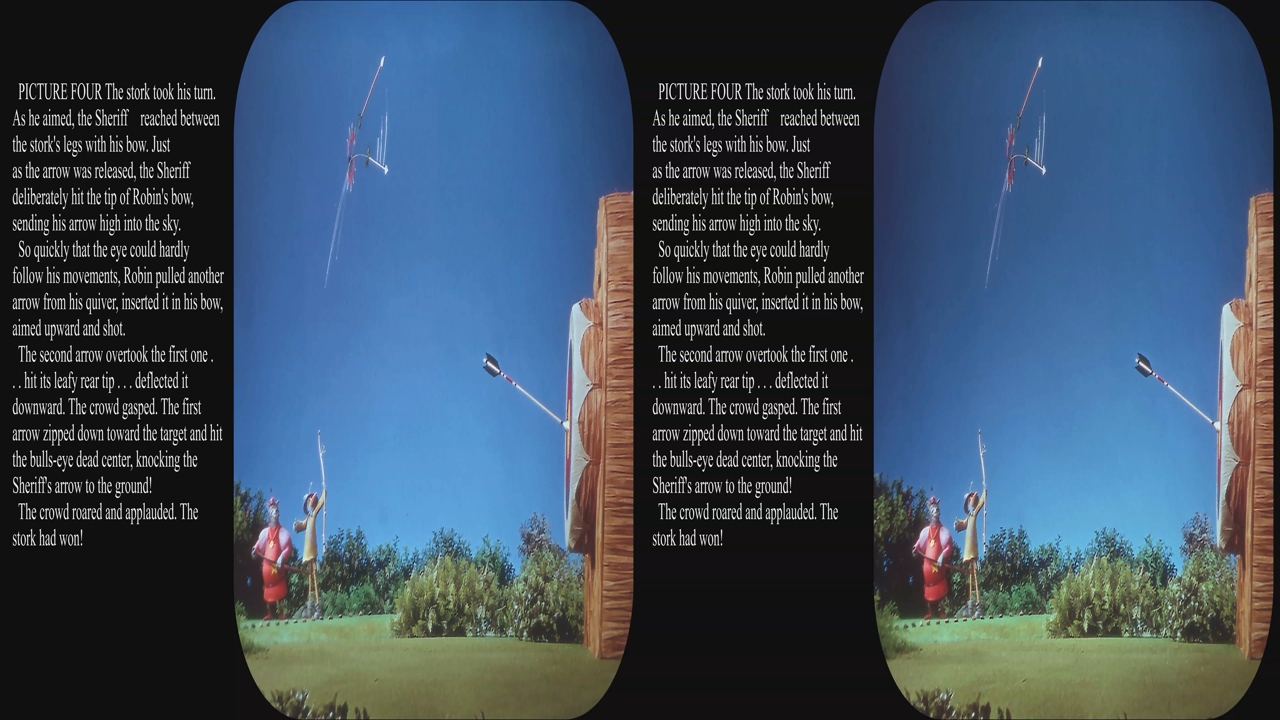 PICTURE FOUR The stork took his turn.
As he aimed, the Sheriff reached between
the stork's legs with his bow. Just
as the arrow was released, the Sheriff
deliberately hit the tip of Robin's bow,
sending his arrow high into the sky.
So quickly that the eye could hardly
follow his movements, Robin pulled another
arrow from his quiver, inserted it in his bow,
aimed upward and shot.
The second arrow overtook the first one .
. . hit its leafy rear tip . . . deflected it
downward. The crowd gasped. The first
arrow zipped down toward the target and hit
the bulls-eye dead center, knocking the
Sheriff's arrow to the ground!
The crowd roared and applauded. The
stork had won!
PICTURE FOUR The stork took his turn.
As he aimed, the Sheriff reached between
the stork's legs with his bow. Just
as the arrow was released, the Sheriff
deliberately hit the tip of Robin's bow,
sending his arrow high into the sky.
So quickly that the eye could hardly
follow his movements, Robin pulled another
arrow from his quiver, inserted it in his bow,
aimed upward and shot.
The second arrow overtook the first one .
. . hit its leafy rear tip . . . deflected it
downward. The crowd gasped. The first
arrow zipped down toward the target and hit
the bulls-eye dead center, knocking the
Sheriff's arrow to the ground!
The crowd roared and applauded. The
stork had won!